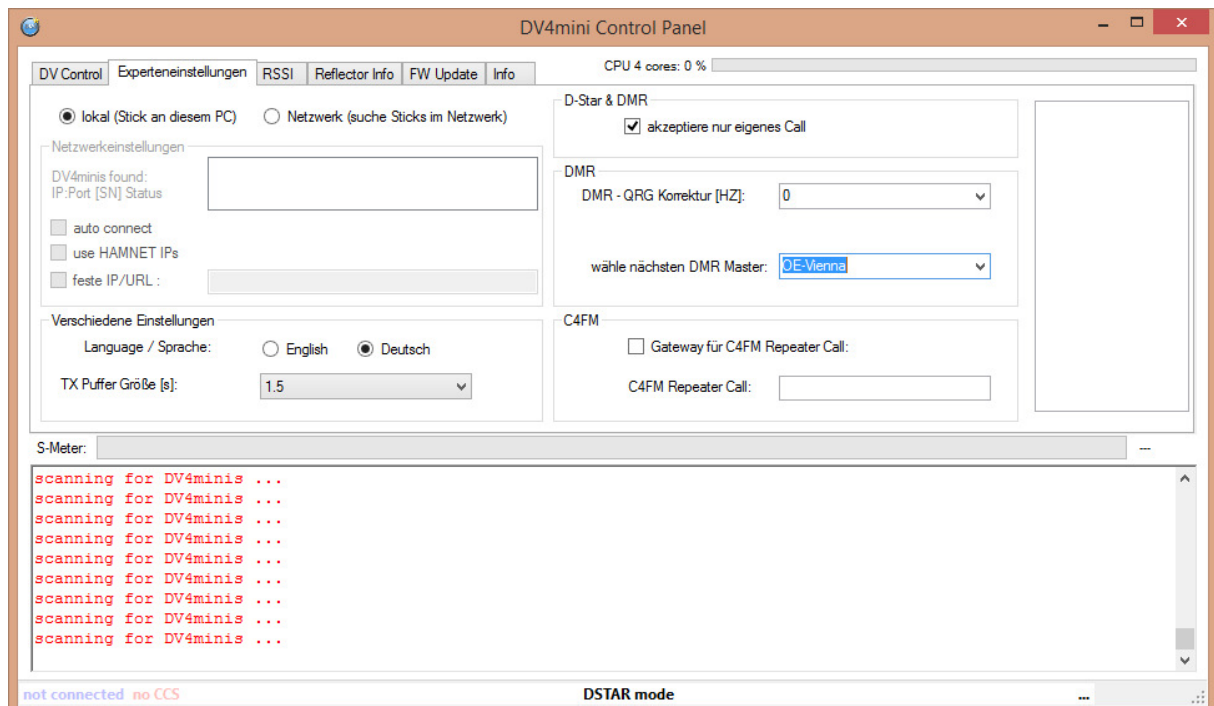 DV4mini Control Panel
DV Control Experteneinstellungen RSSI Reflector Info FW Update Info
CPU 4 cores: 0 %
lokal (Stick an diesem PC) Netzwerk (suche Sticks im Netzwerk)
Netzwerkeinstellungen
DV4minis found:
IP:Port [SN] Status
auto connect
use HAMNET IPs
feste IP/URL :
Verschiedene Einstellungen
Language / Sprache: English Deutsch
TX Puffer Größe [s]: 1.5
D-Star & DMR
akzeptiere nur eigenes Call
DMR
DMR - QRG Korrektur [HZ]: 0
wähle nächsten DMR Master: OE-Vienna
C4FM
Gateway für C4FM Repeater Call:
C4FM Repeater Call:
S-Meter: ---
scanning for DV4minis ...
scanning for DV4minis ...
scanning for DV4minis ...
scanning for DV4minis ...
scanning for DV4minis ...
scanning for DV4minis ...
scanning for DV4minis ...
scanning for DV4minis ...
scanning for DV4minis ...
not connected no CCS DSTAR mode ...